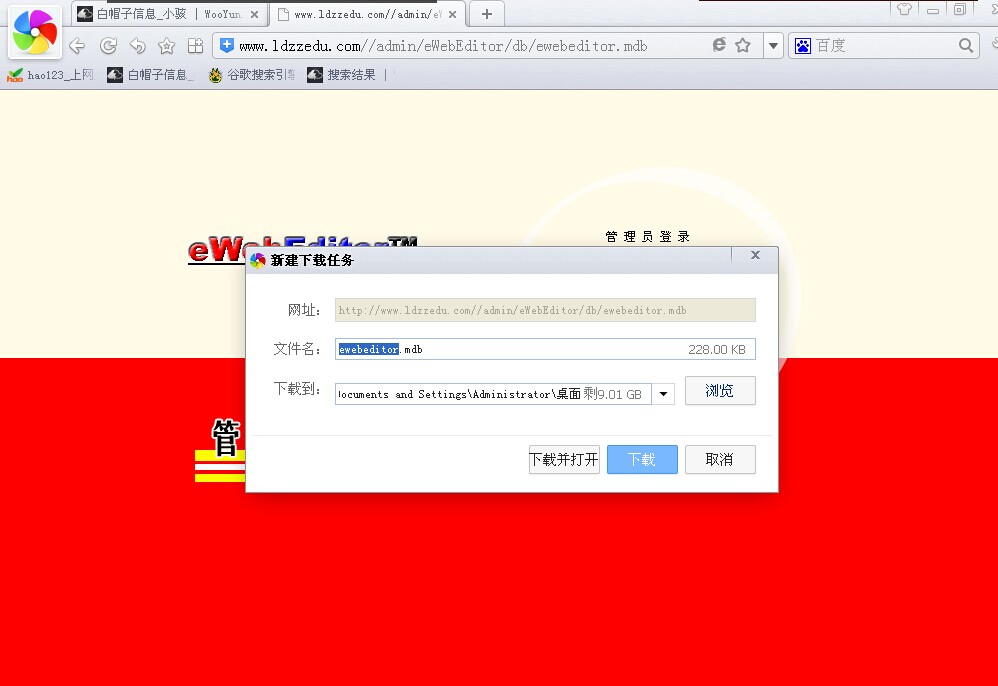 白帽子信息_小骇 | WooYun.
www.ldzzedu.com//admin/eW
www.ldzzedu.com//admin/eWebEditor/db/ewebeditor.mdb
百度
hao123_上网
白帽子信息_
谷歌搜索引擎
搜索结果 |
eWebEditor™
管理员登录
新建下载任务
网址:
http://www.ldzzedu.com//admin/eWebEditor/db/ewebeditor.mdb
文件名:
ewebeditor.mdb
228.00 KB
下载到:
ocuments and Settings\Administrator\桌面 剩9.01 GB
浏览
管
下载并打开
下载
取消